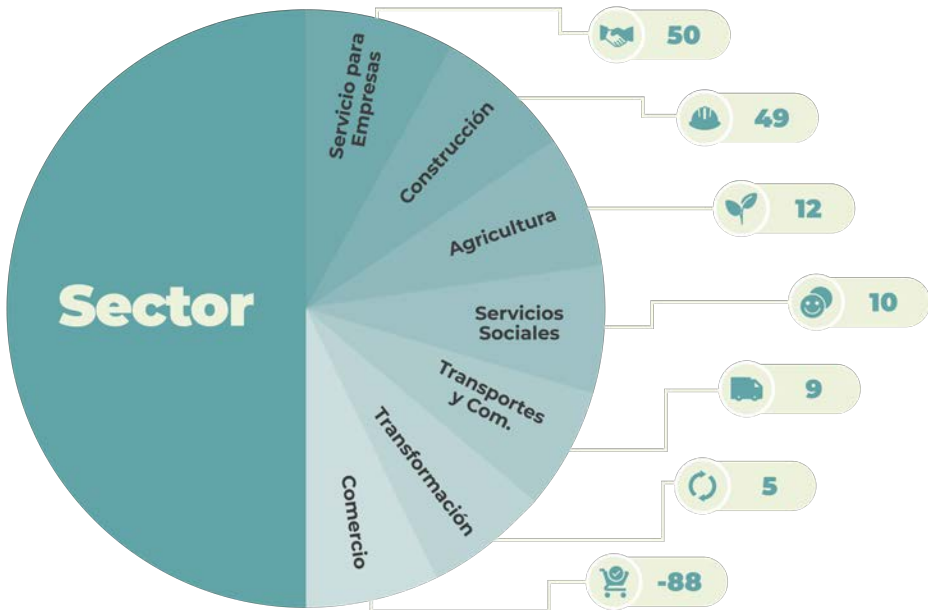 Sector
Servicio para
Empresas
50
Construcción
49
Agricultura
12
Servicios
Sociales
10
Transportes
y Com.
9
Transformación
5
Comercio
-88